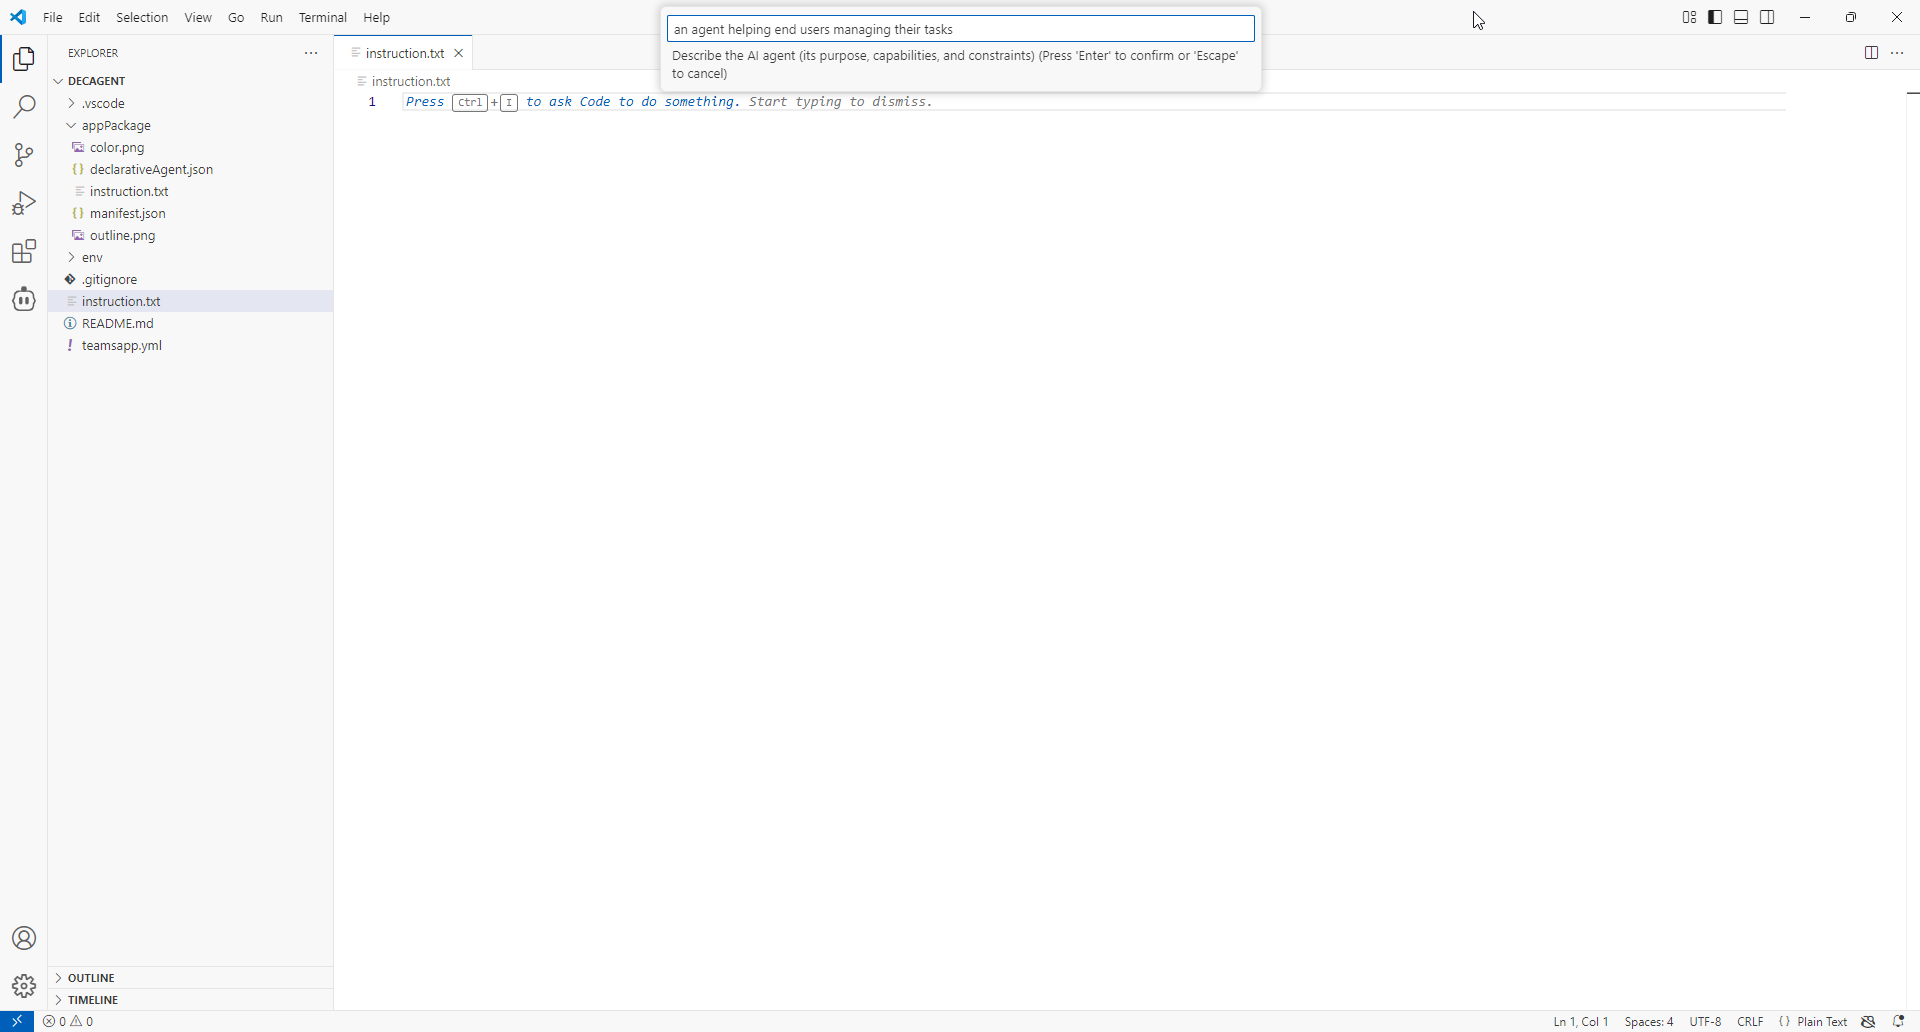 File Edit Selection View Go Run Terminal Help
an agent helping end users managing their tasks
Describe the AI agent (its purpose, capabilities, and constraints) (Press 'Enter' to confirm or 'Escape'
to cancel)
EXPLORER
DECAGENT
.vscode
appPackage
color.png
declarativeAgent.json
instruction.txt
manifest.json
outline.png
env
.gitignore
instruction.txt
README.md
teamsapp.yml
OUTLINE
TIMELINE
instruction.txt
instruction.txt
1 Press Ctrl+I to ask Code to do something. Start typing to dismiss.
0 0
Ln 1, Col 1 Spaces: 4 UTF-8 CRLF {} Plain Text